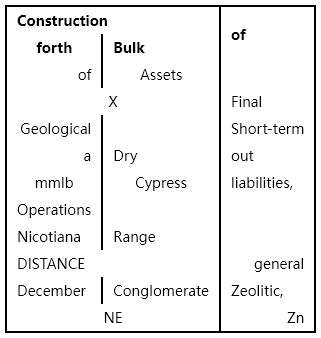 Construction of
forth Bulk
of Assets
X Final
Geological Short-term
a Dry out
mmlb Cypress liabilities,
Operations
Nicotiana Range
DISTANCE general
December Conglomerate Zeolitic,
NE Zn